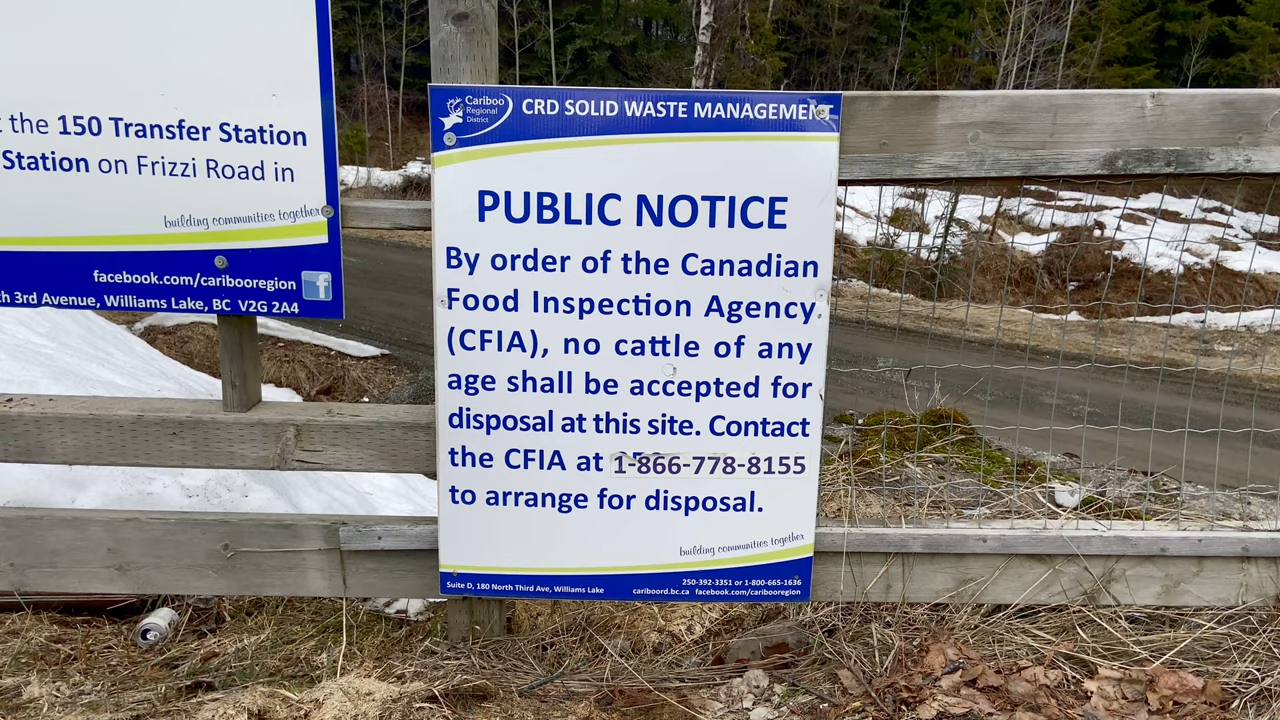 t the 150 Transfer Station
Station on Frizzi Road in
building communities together
facebook.com/caribooregion
th 3rd Avenue, Williams Lake, BC V2G 2A4
Cariboo
Regional
District
CRD SOLID WASTE MANAGEMENT
PUBLIC NOTICE
By order of the Canadian
Food Inspection Agency
(CFIA), no cattle of any
age shall be accepted for
disposal at this site. Contact
the CFIA at 1-866-778-8155
to arrange for disposal.
building communities together
250-392-3351 or 1-800-665-1636
Suite D, 180 North Third Ave, Williams Lake cariboord.bc.ca facebook.com/caribooregion